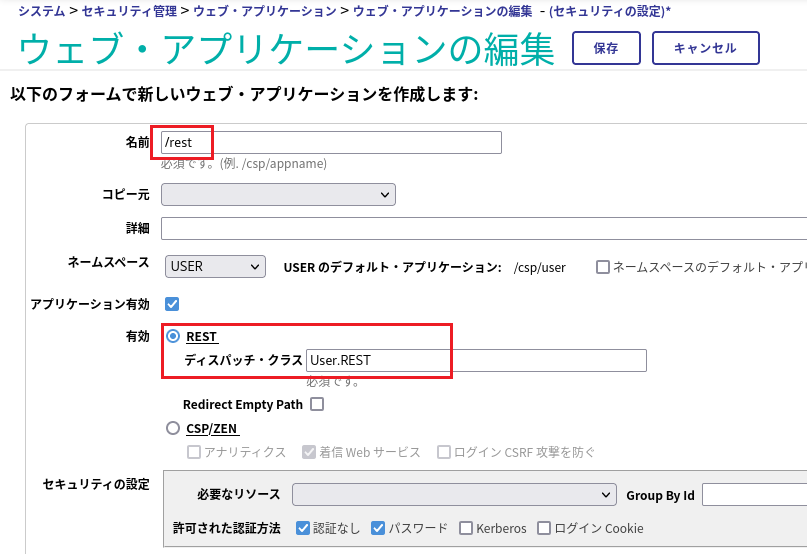 システム > セキュリティ管理 > ウェブ・アプリケーション > ウェブ・アプリケーションの編集 - (セキュリティの設定)*
ウェブ・アプリケーションの編集 保存 キャンセル
以下のフォームで新しいウェブ・アプリケーションを作成します:
名前 /rest
必須です。(例. /csp/appname)
コピー元
詳細
ネームスペース USER USER のデフォルト・アプリケーション: /csp/user ネームスペースのデフォルト・アプリ
アプリケーション有効
有効 REST
ディスパッチ・クラス User.REST
必須です。
Redirect Empty Path
CSP/ZEN
アナリティクス 着信 Web サービス ログイン CSRF 攻撃を防ぐ
セキュリティの設定 必要なリソース Group By Id
許可された認証方法 認証なし パスワード Kerberos ログイン Cookie